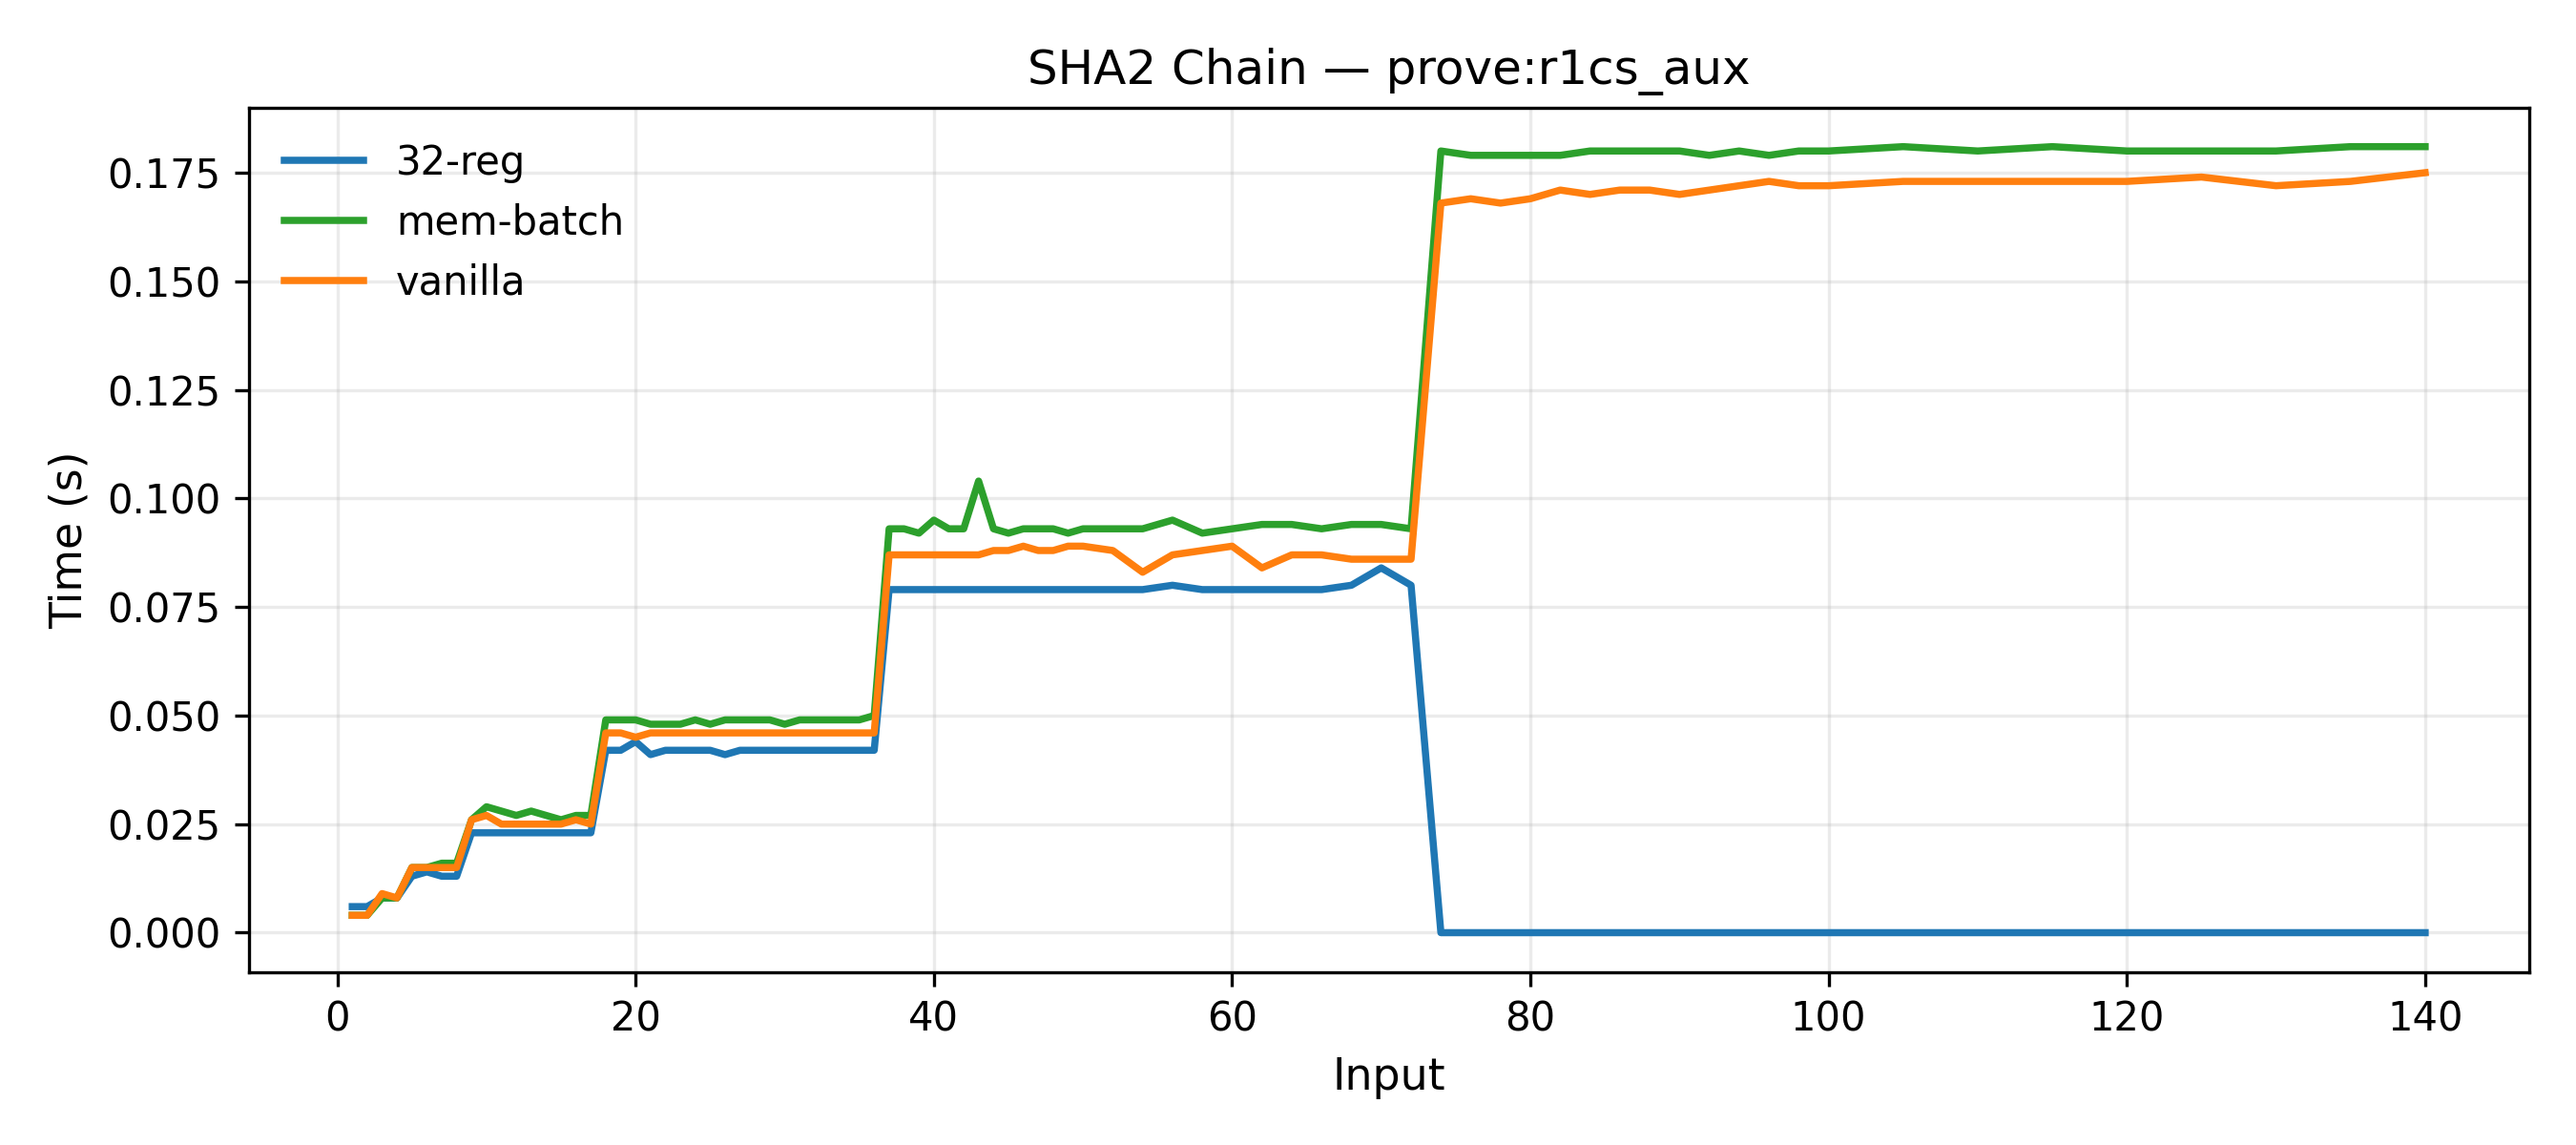 SHA2 Chain — prove:r1cs_aux
32-reg
mem-batch
vanilla
Time (s)
0.175
0.150
0.125
0.100
0.075
0.050
0.025
0.000
0 20 40 60 80 100 120 140
Input